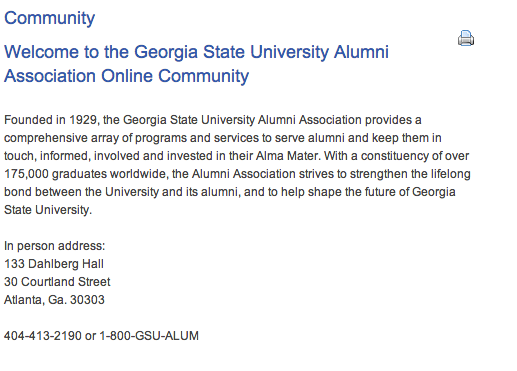 Community
Welcome to the Georgia State University Alumni
Association Online Community
Founded in 1929, the Georgia State University Alumni Association provides a
comprehensive array of programs and services to serve alumni and keep them in
touch, informed, involved and invested in their Alma Mater. With a constituency of over
175,000 graduates worldwide, the Alumni Association strives to strengthen the lifelong
bond between the University and its alumni, and to help shape the future of Georgia
State University.
In person address:
133 Dahlberg Hall
30 Courtland Street
Atlanta, Ga. 30303
404-413-2190 or 1-800-GSU-ALUM